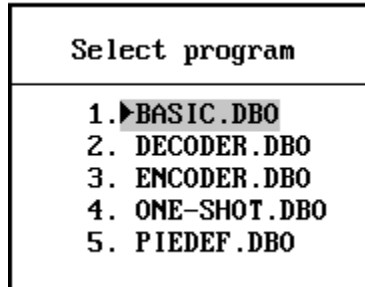 Select program
1.▶BASIC.DBO
2. DECODER.DBO
3. ENCODER.DBO
4. ONE-SHOT.DBO
5. PIEDEF.DBO